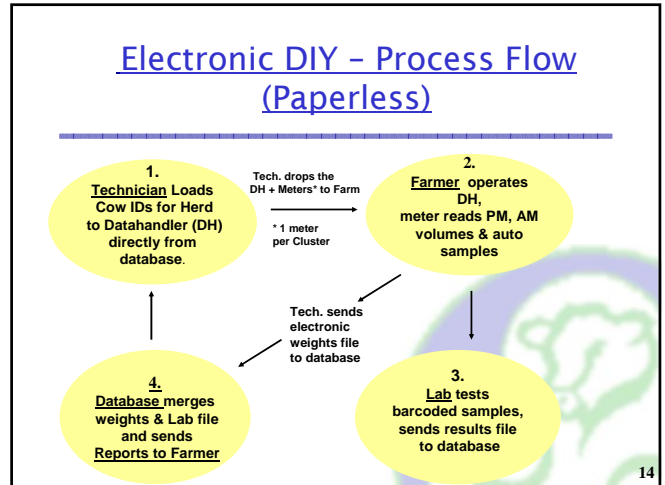 Electronic DIY – Process Flow
(Paperless)
1.
Technician Loads
Cow IDs for Herd
to Datahandler (DH)
directly from
database.
Tech. drops the
DH + Meters* to Farm
* 1 meter
per Cluster
2.
Farmer operates
DH,
meter reads PM, AM
volumes & auto
samples
Tech. sends
electronic
weights file
to database
3.
Lab tests
barcoded samples,
sends results file
to database
4.
Database merges
weights & Lab file
and sends
Reports to Farmer
14